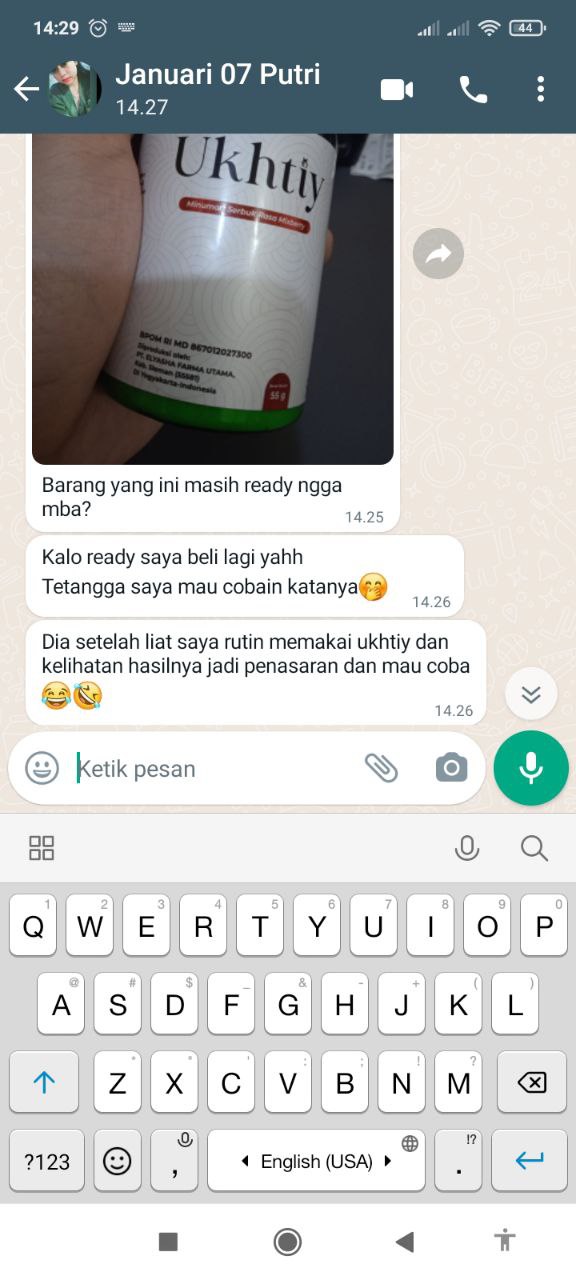 14:29
44
Januari 07 Putri
14.27
Ukhtiy
Minuman Serbuk Rasa Mixberry
BPOM RI MD 867012027300
Diproduksi oleh:
PT. ELYASHA FARMA UTAMA.
Kab. Sleman (55581)
DI Yogyakarta-Indonesia
55 g
Barang yang ini masih ready ngga
mba?
14.25
Kalo ready saya beli lagi yahh
Tetangga saya mau cobain katanya🤭
14.26
Dia setelah liat saya rutin memakai ukhtiy dan
kelihatan hasilnya jadi penasaran dan mau coba
😂🤣
14.26
Ketik pesan
1 2 3 4 5 6 7 8 9 0
Q W E R T Y U I O P
@ # $ _ & - + ( )
A S D F G H J K L
* " ' : ; ! ?
Z X C V B N M
?123 , English (USA) . !?